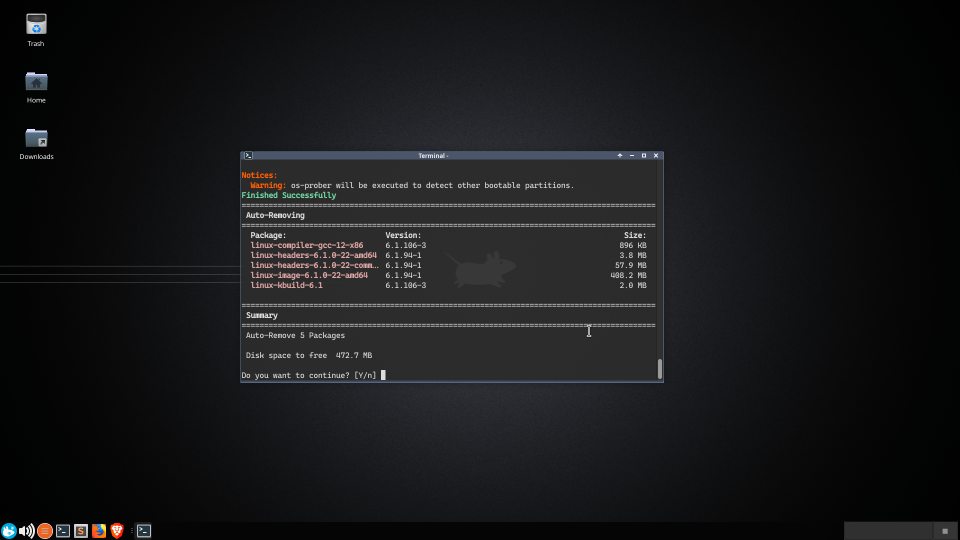 Trash
Home
Downloads
Terminal -
Notices:
Warning: os-prober will be executed to detect other bootable partitions.
Finished Successfully
================================================================================
Auto-Removing
================================================================================
Package: Version: Size:
linux-compiler-gcc-12-x86 6.1.106-3 896 KB
linux-headers-6.1.0-22-amd64 6.1.94-1 3.8 MB
linux-headers-6.1.0-22-comm… 6.1.94-1 57.9 MB
linux-image-6.1.0-22-amd64 6.1.94-1 408.2 MB
linux-kbuild-6.1 6.1.106-3 2.0 MB
================================================================================
Summary
================================================================================
Auto-Remove 5 Packages
Disk space to free 472.7 MB
Do you want to continue? [Y/n]